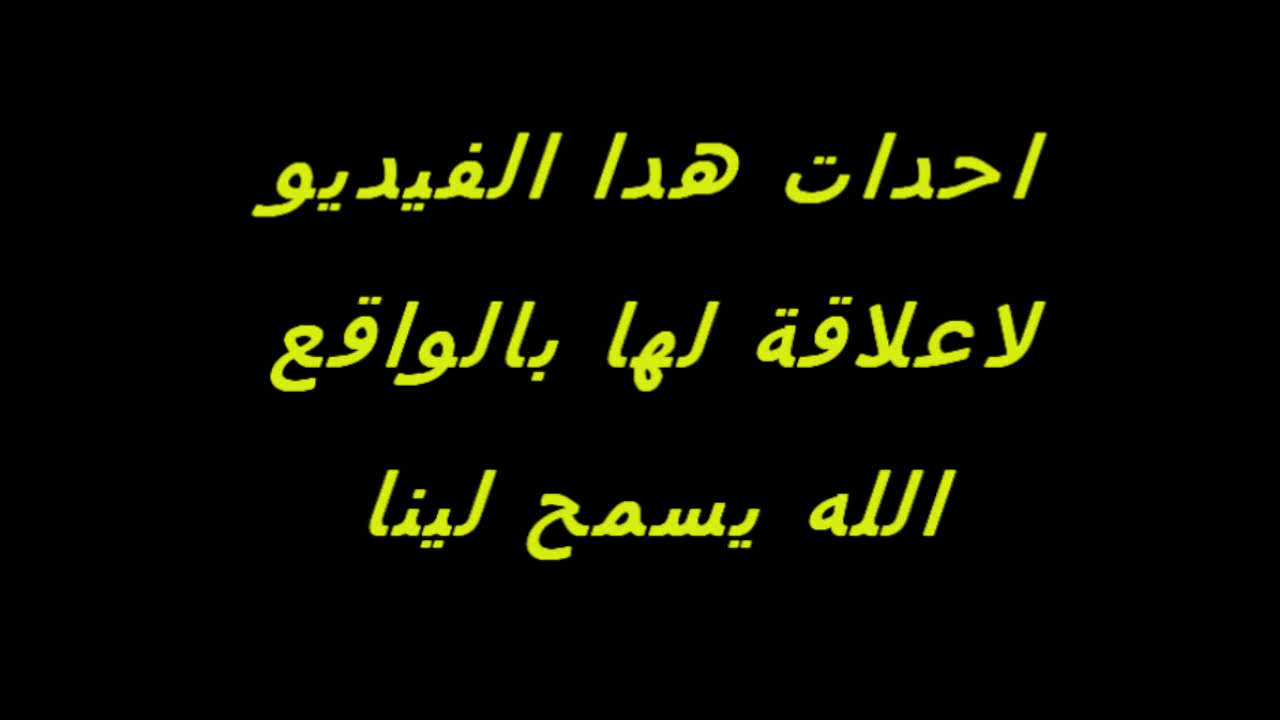 احدات هدا الفيديو
لاعلاقة لها بالواقع
الله يسمح لينا